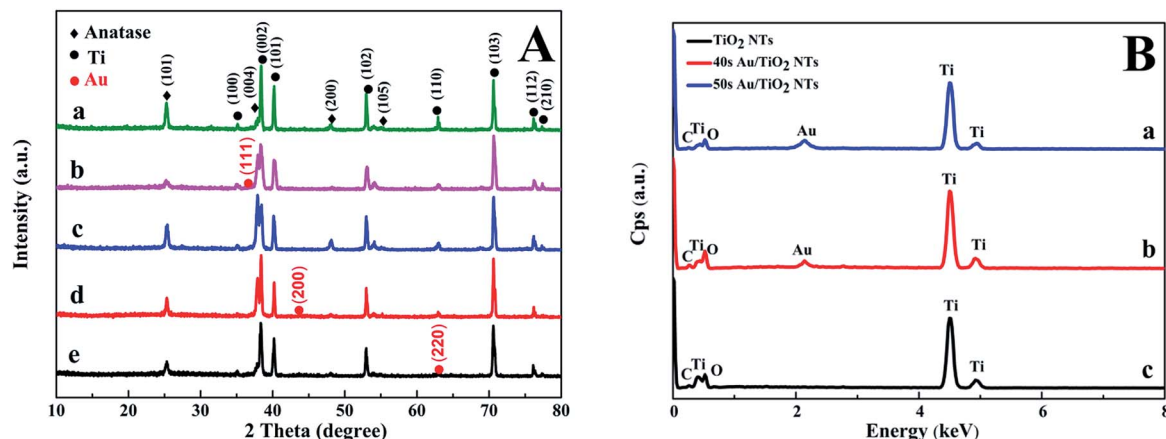 A
◆ Anatase
● Ti
● Au
(101)
(100)
(004)
(002)
(101)
(200)
(102)
(105)
(110)
(103)
(112)
(210)
a
b
(111)
c
d
(200)
e
(220)
Intensity (a.u.)
10 20 30 40 50 60 70 80
2 Theta (degree)
B
TiO2 NTs
40s Au/TiO2 NTs
50s Au/TiO2 NTs
C Ti O Au Ti Ti a
C Ti O Au Ti Ti b
C Ti O Ti Ti c
Cps (a.u.)
0 2 4 6 8
Energy (keV)